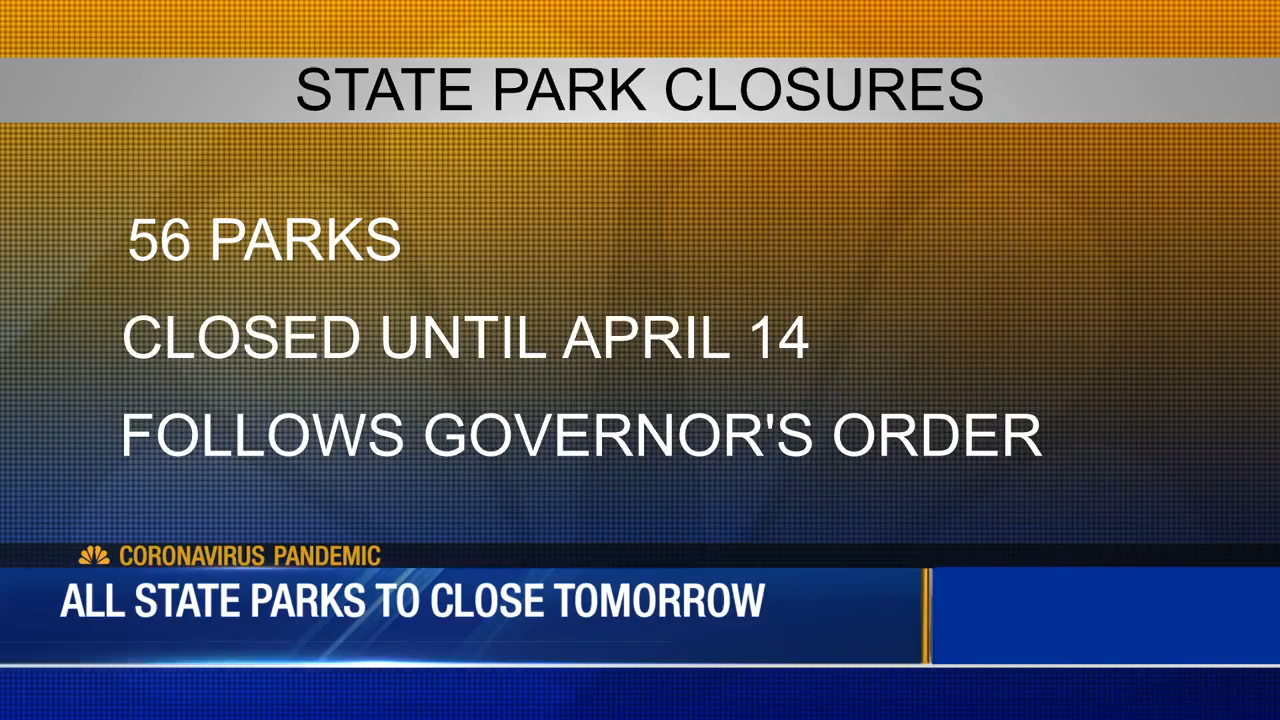 STATE PARK CLOSURES
56 PARKS
CLOSED UNTIL APRIL 14
FOLLOWS GOVERNOR'S ORDER
CORONAVIRUS PANDEMIC
ALL STATE PARKS TO CLOSE TOMORROW